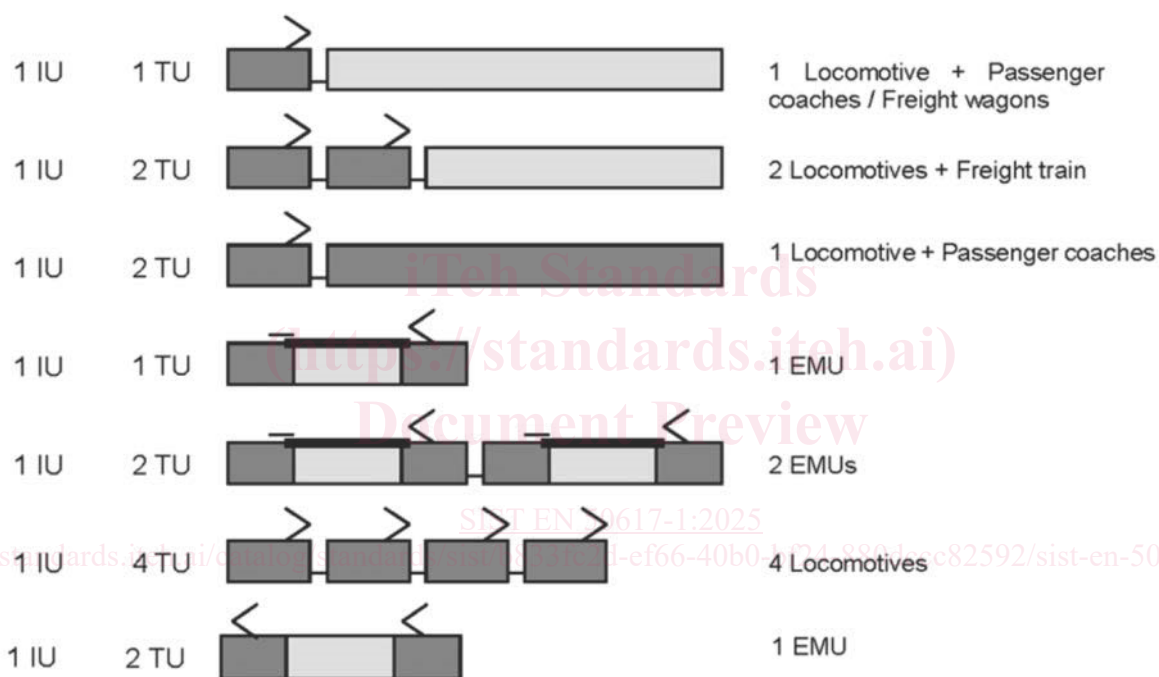 1 IU 1 TU 1 Locomotive + Passenger
coaches / Freight wagons
1 IU 2 TU 2 Locomotives + Freight train
1 IU 2 TU 1 Locomotive + Passenger coaches
iTeh Standards
(https://standards.iteh.ai)
1 IU 1 TU 1 EMU
Document Preview
1 IU 2 TU 2 EMUs
SIST EN 50617-1:2025
1 IU 4 TU 4 Locomotives
1 IU 2 TU 1 EMU